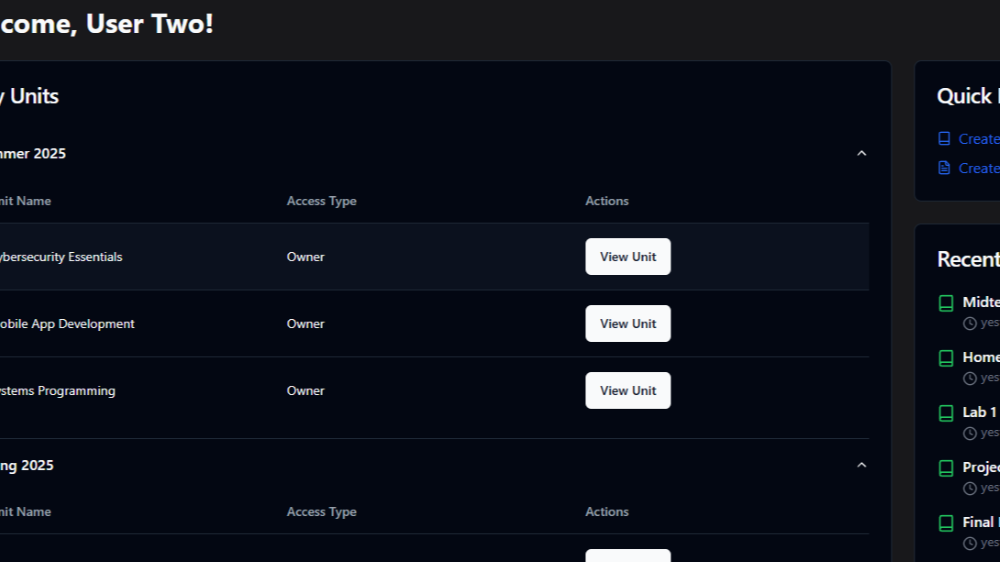 come, User Two!
y Units
mmer 2025
nit Name Access Type Actions
ybersecurity Essentials Owner View Unit
obile App Development Owner View Unit
ystems Programming Owner View Unit
ng 2025
nit Name Access Type Actions
Quick
Create
Create
Recent
Midte
yes
Home
yes
Lab 1
yes
Projec
yes
Final
yes